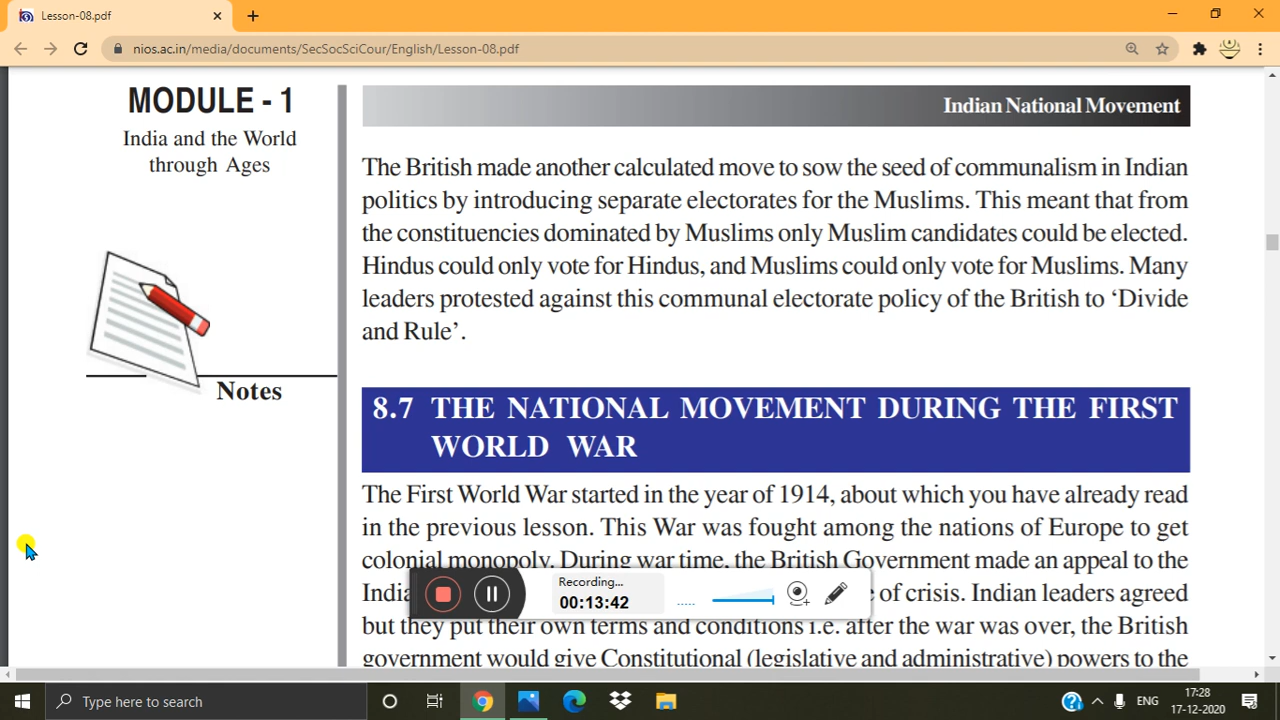 Lesson-08.pdf
nios.ac.in/media/documents/SecSocSciCour/English/Lesson-08.pdf
MODULE - 1
India and the World
through Ages
Notes
Indian National Movement
The British made another calculated move to sow the seed of communalism in Indian
politics by introducing separate electorates for the Muslims. This meant that from
the constituencies dominated by Muslims only Muslim candidates could be elected.
Hindus could only vote for Hindus, and Muslims could only vote for Muslims. Many
leaders protested against this communal electorate policy of the British to ‘Divide
and Rule’.
8.7 THE NATIONAL MOVEMENT DURING THE FIRST
WORLD WAR
The First World War started in the year of 1914, about which you have already read
in the previous lesson. This War was fought among the nations of Europe to get
colonial monopoly. During war time, the British Government made an appeal to the
of crisis. Indian leaders agreed
but they put their own terms and conditions i.e. after the war was over, the British
government would give Constitutional (legislative and administrative) powers to the
Recording...
00:13:42
Type here to search
ENG
17:28
17-12-2020